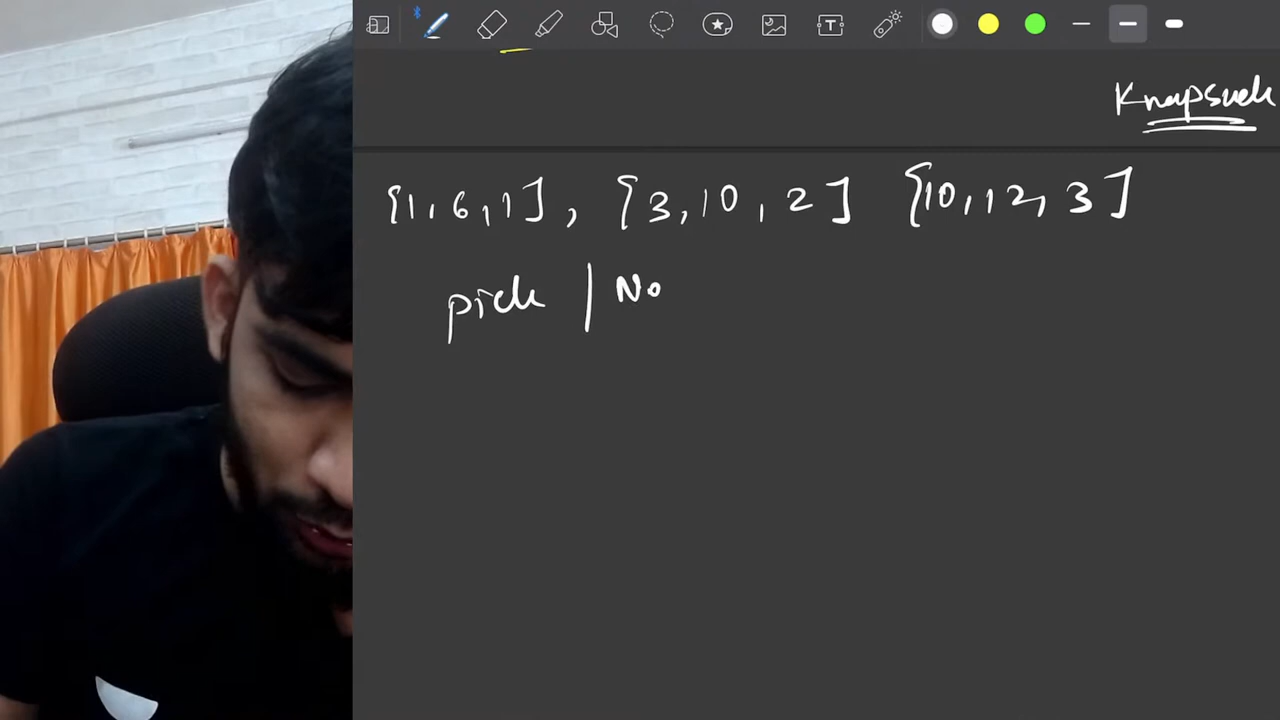 Knapsack
[1, 6, 1], [3, 10, 2] [10, 12, 3]
pick | No